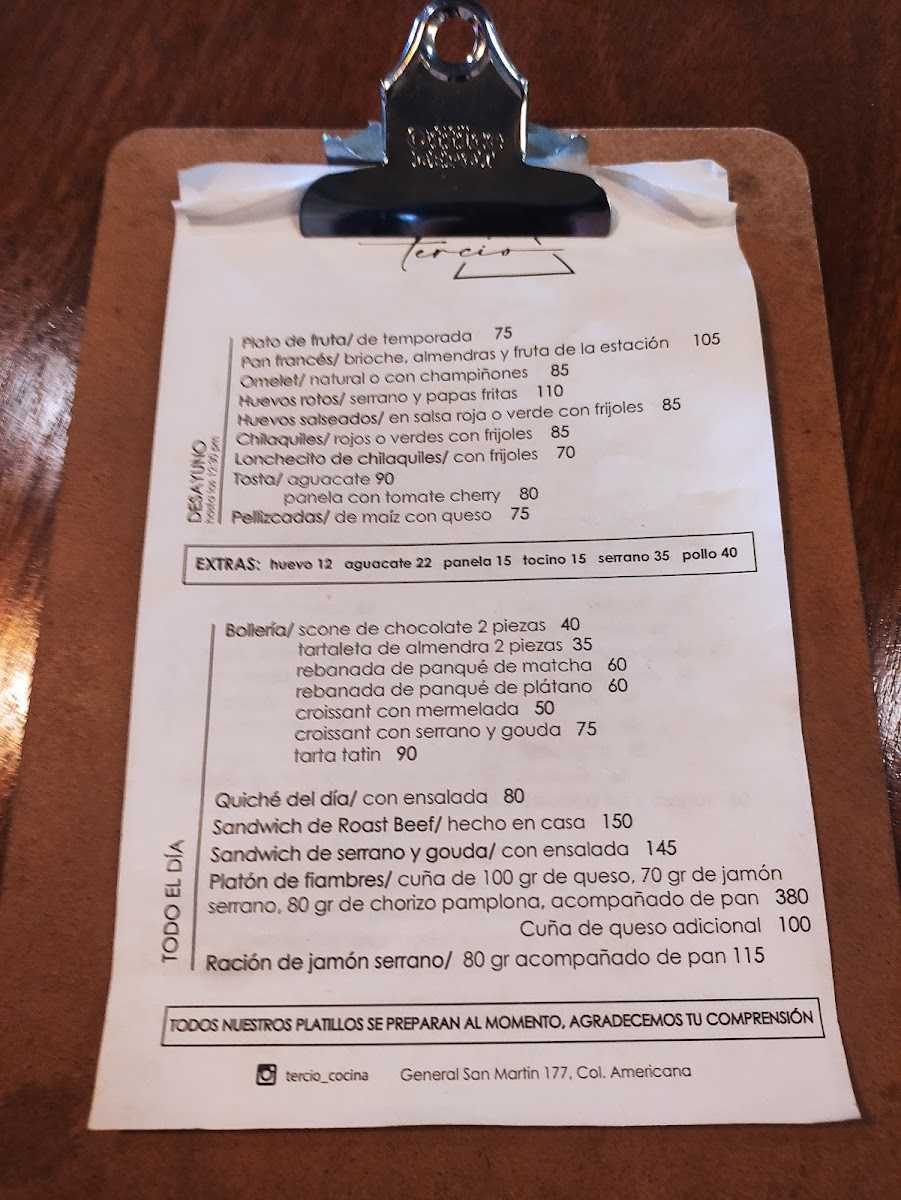 tercio
Plato de fruta/ de temporada 75
Pan francés/ brioche, almendras y fruta de la estación 105
Omelet/ natural o con champiñones 85
Huevos rotos/ serrano y papas fritas 110
Huevos salseados/ en salsa roja o verde con frijoles 85
Chilaquiles/ rojos o verdes con frijoles 85
Lonchecito de chilaquiles/ con frijoles 70
Tosta/ aguacate 90
panela con tomate cherry 80
Pellizcadas/ de maíz con queso 75
DESAYUNO
hasta las 12:30 pm
EXTRAS: huevo 12 aguacate 22 panela 15 tocino 15 serrano 35 pollo 40
Bollería/ scone de chocolate 2 piezas 40
tartaleta de almendra 2 piezas 35
rebanada de panqué de matcha 60
rebanada de panqué de plátano 60
croissant con mermelada 50
croissant con serrano y gouda 75
tarta tatin 90
Quiché del día/ con ensalada 80
Sandwich de Roast Beef/ hecho en casa 150
Sandwich de serrano y gouda/ con ensalada 145
Platón de fiambres/ cuña de 100 gr de queso, 70 gr de jamón
serrano, 80 gr de chorizo pamplona, acompañado de pan 380
Cuña de queso adicional 100
Ración de jamón serrano/ 80 gr acompañado de pan 115
TODO EL DÍA
TODOS NUESTROS PLATILLOS SE PREPARAN AL MOMENTO, AGRADECEMOS TU COMPRENSIÓN
tercio_cocina General San Martin 177, Col. Americana